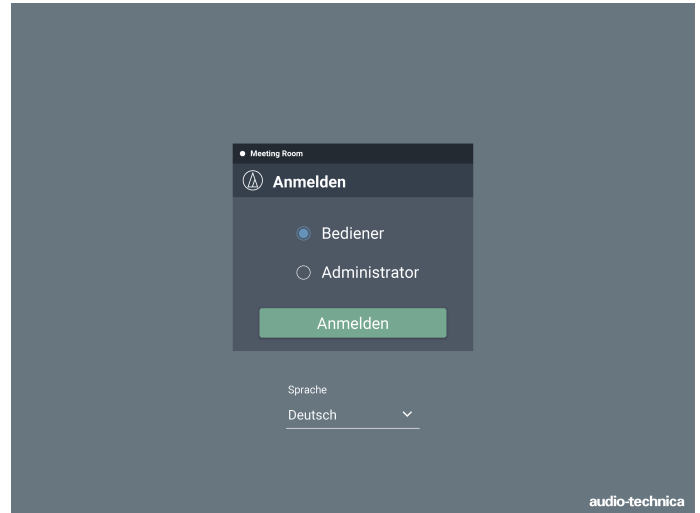 Meeting Room
Anmelden
Bediener
Administrator
Anmelden
Sprache
Deutsch
audio-technica